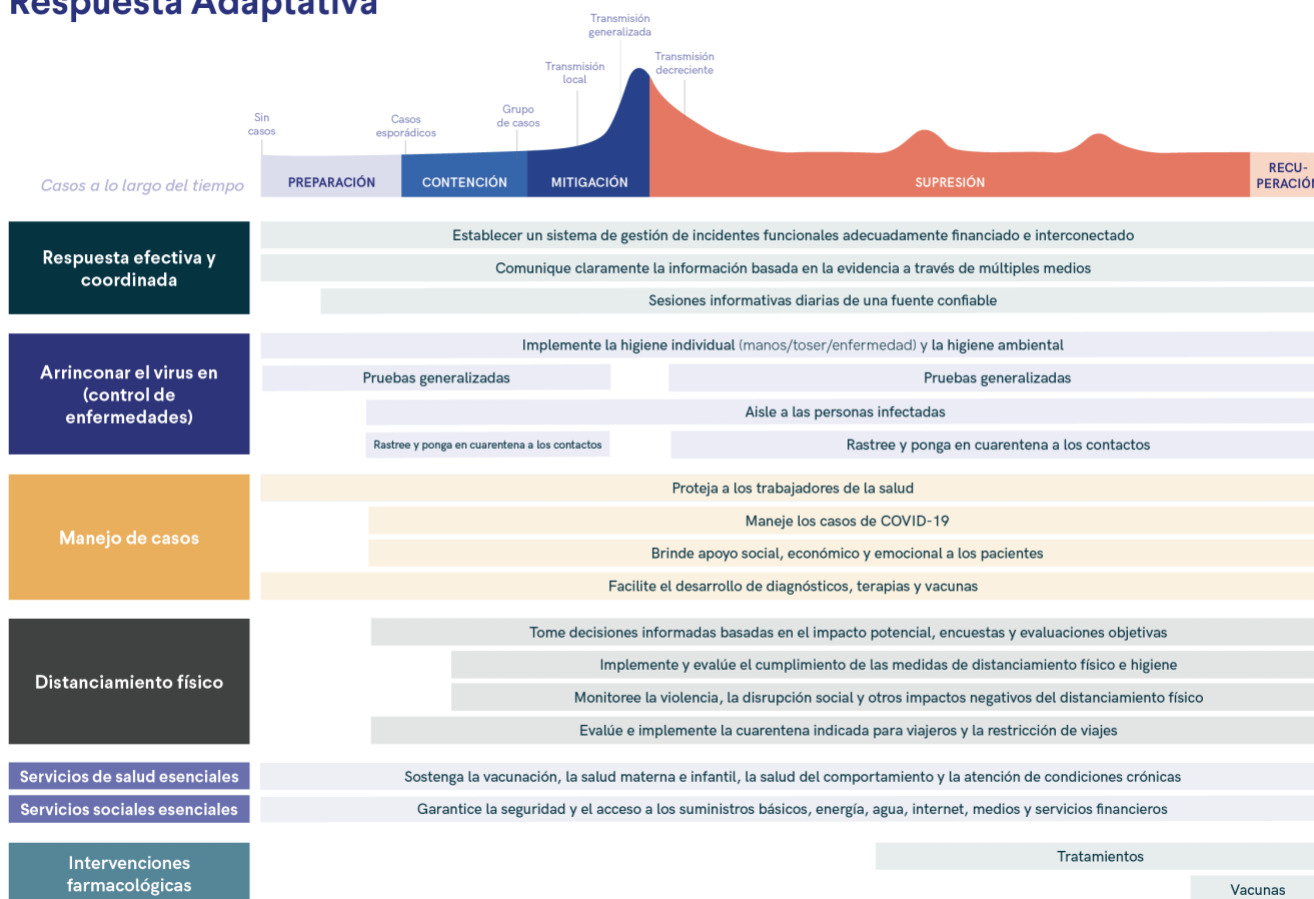 Respuesta Adaptativa
Transmisión
generalizada
Transmisión
decreciente
Transmisión
local
Grupo
de casos
Casos
esporádicos
Sin
casos
Casos a lo largo del tiempo
PREPARACIÓN
CONTENCIÓN
MITIGACIÓN
SUPRESIÓN
RECU-
PERACIÓN
Respuesta efectiva y
coordinada
Establecer un sistema de gestión de incidentes funcionales adecuadamente financiado e interconectado
Comunique claramente la información basada en la evidencia a través de múltiples medios
Sesiones informativas diarias de una fuente confiable
Arrinconar el virus en
(control de
enfermedades)
Implemente la higiene individual (manos/toser/enfermedad) y la higiene ambiental
Pruebas generalizadas
Pruebas generalizadas
Aisle a las personas infectadas
Rastree y ponga en cuarentena a los contactos
Rastree y ponga en cuarentena a los contactos
Manejo de casos
Proteja a los trabajadores de la salud
Maneje los casos de COVID-19
Brinde apoyo social, económico y emocional a los pacientes
Facilite el desarrollo de diagnósticos, terapias y vacunas
Distanciamiento físico
Tome decisiones informadas basadas en el impacto potencial, encuestas y evaluaciones objetivas
Implemente y evalúe el cumplimiento de las medidas de distanciamiento físico e higiene
Monitoree la violencia, la disrupción social y otros impactos negativos del distanciamiento físico
Evalúe e implemente la cuarentena indicada para viajeros y la restricción de viajes
Servicios de salud esenciales
Sostenga la vacunación, la salud materna e infantil, la salud del comportamiento y la atención de condiciones crónicas
Servicios sociales esenciales
Garantice la seguridad y el acceso a los suministros básicos, energía, agua, internet, medios y servicios financieros
Intervenciones
farmacológicas
Tratamientos
Vacunas